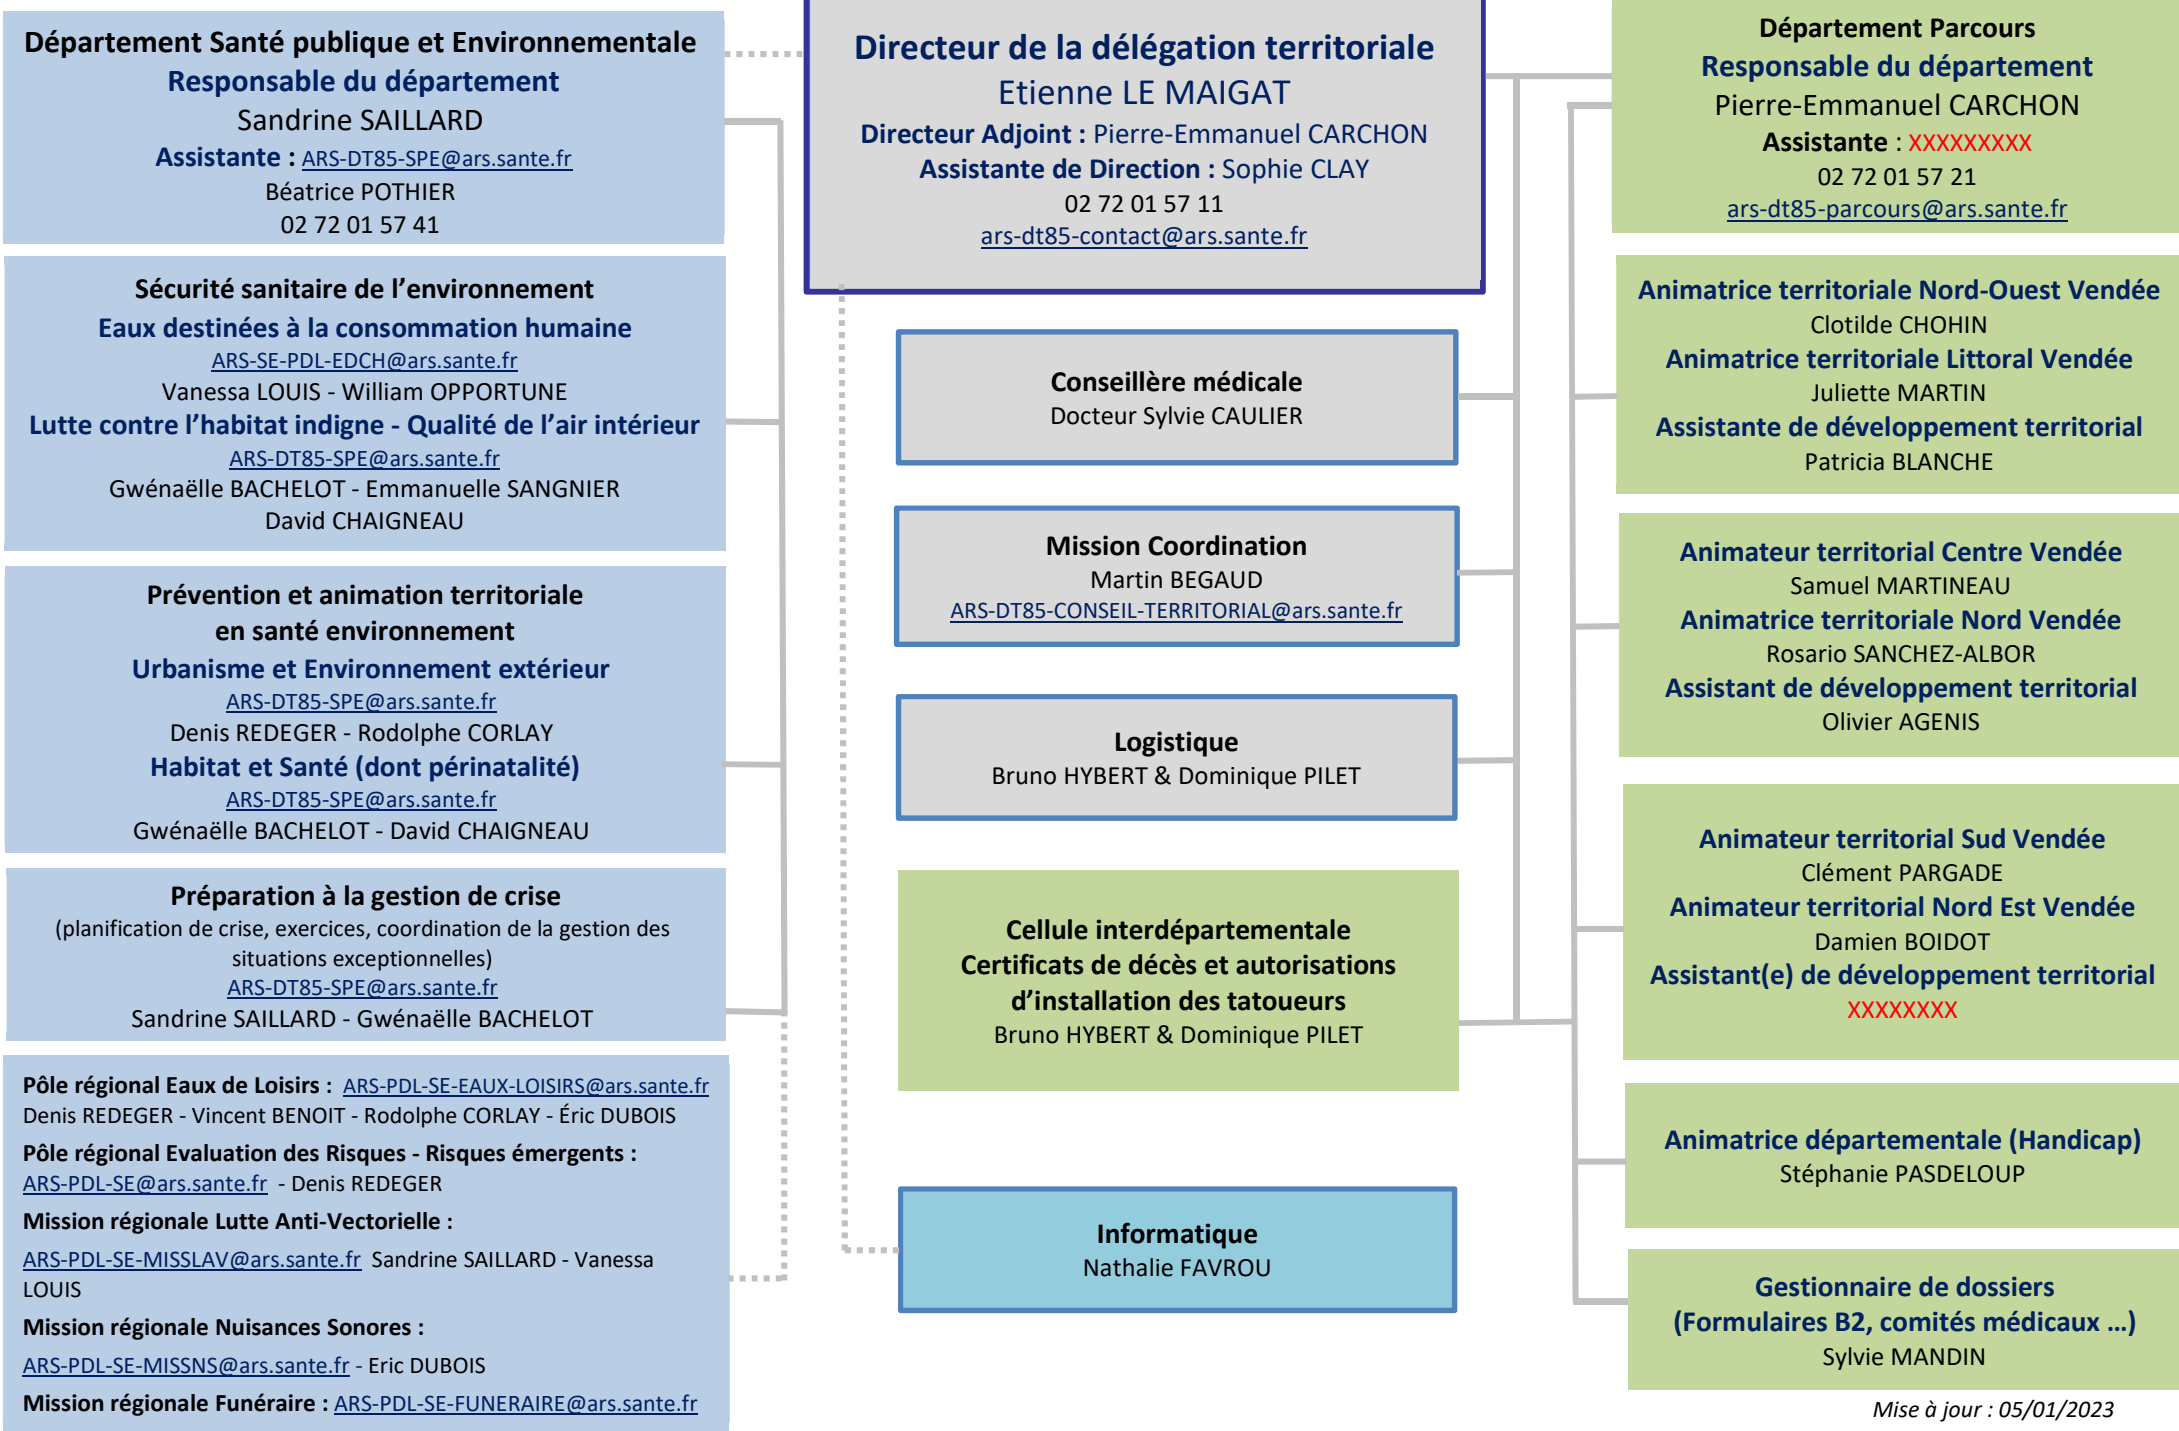 Département Santé publique et Environnementale
Responsable du département
Sandrine SAILLARD
Assistante : ARS-DT85-SPE@ars.sante.fr
Béatrice POTHIER
02 72 01 57 41
Sécurité sanitaire de l’environnement
Eaux destinées à la consommation humaine
ARS-SE-PDL-EDCH@ars.sante.fr
Vanessa LOUIS - William OPPORTUNE
Lutte contre l’habitat indigne - Qualité de l’air intérieur
ARS-DT85-SPE@ars.sante.fr
Gwénaëlle BACHELOT - Emmanuelle SANGNIER
David CHAIGNEAU
Prévention et animation territoriale
en santé environnement
Urbanisme et Environnement extérieur
ARS-DT85-SPE@ars.sante.fr
Denis REDEGER - Rodolphe CORLAY
Habitat et Santé (dont périnatalité)
ARS-DT85-SPE@ars.sante.fr
Gwénaëlle BACHELOT - David CHAIGNEAU
Préparation à la gestion de crise
(planification de crise, exercices, coordination de la gestion des
situations exceptionnelles)
ARS-DT85-SPE@ars.sante.fr
Sandrine SAILLARD - Gwénaëlle BACHELOT
Pôle régional Eaux de Loisirs : ARS-PDL-SE-EAUX-LOISIRS@ars.sante.fr
Denis REDEGER - Vincent BENOIT - Rodolphe CORLAY - Éric DUBOIS
Pôle régional Evaluation des Risques - Risques émergents :
ARS-PDL-SE@ars.sante.fr - Denis REDEGER
Mission régionale Lutte Anti-Vectorielle :
ARS-PDL-SE-MISSLAV@ars.sante.fr Sandrine SAILLARD - Vanessa
LOUIS
Mission régionale Nuisances Sonores :
ARS-PDL-SE-MISSNS@ars.sante.fr - Eric DUBOIS
Mission régionale Funéraire : ARS-PDL-SE-FUNERAIRE@ars.sante.fr
Directeur de la délégation territoriale
Etienne LE MAIGAT
Directeur Adjoint : Pierre-Emmanuel CARCHON
Assistante de Direction : Sophie CLAY
02 72 01 57 11
ars-dt85-contact@ars.sante.fr
Conseillère médicale
Docteur Sylvie CAULIER
Mission Coordination
Martin BEGAUD
ARS-DT85-CONSEIL-TERRITORIAL@ars.sante.fr
Logistique
Bruno HYBERT & Dominique PILET
Cellule interdépartementale
Certificats de décès et autorisations
d’installation des tatoueurs
Bruno HYBERT & Dominique PILET
Informatique
Nathalie FAVROU
Département Parcours
Responsable du département
Pierre-Emmanuel CARCHON
Assistante : XXXXXXXXX
02 72 01 57 21
ars-dt85-parcours@ars.sante.fr
Animatrice territoriale Nord-Ouest Vendée
Clotilde CHOHIN
Animatrice territoriale Littoral Vendée
Juliette MARTIN
Assistante de développement territorial
Patricia BLANCHE
Animateur territorial Centre Vendée
Samuel MARTINEAU
Animatrice territoriale Nord Vendée
Rosario SANCHEZ-ALBOR
Assistant de développement territorial
Olivier AGENIS
Animateur territorial Sud Vendée
Clément PARGADE
Animateur territorial Nord Est Vendée
Damien BOIDOT
Assistant(e) de développement territorial
XXXXXXXX
Animatrice départementale (Handicap)
Stéphanie PASDELOUP
Gestionnaire de dossiers
(Formulaires B2, comités médicaux …)
Sylvie MANDIN
Mise à jour : 05/01/2023